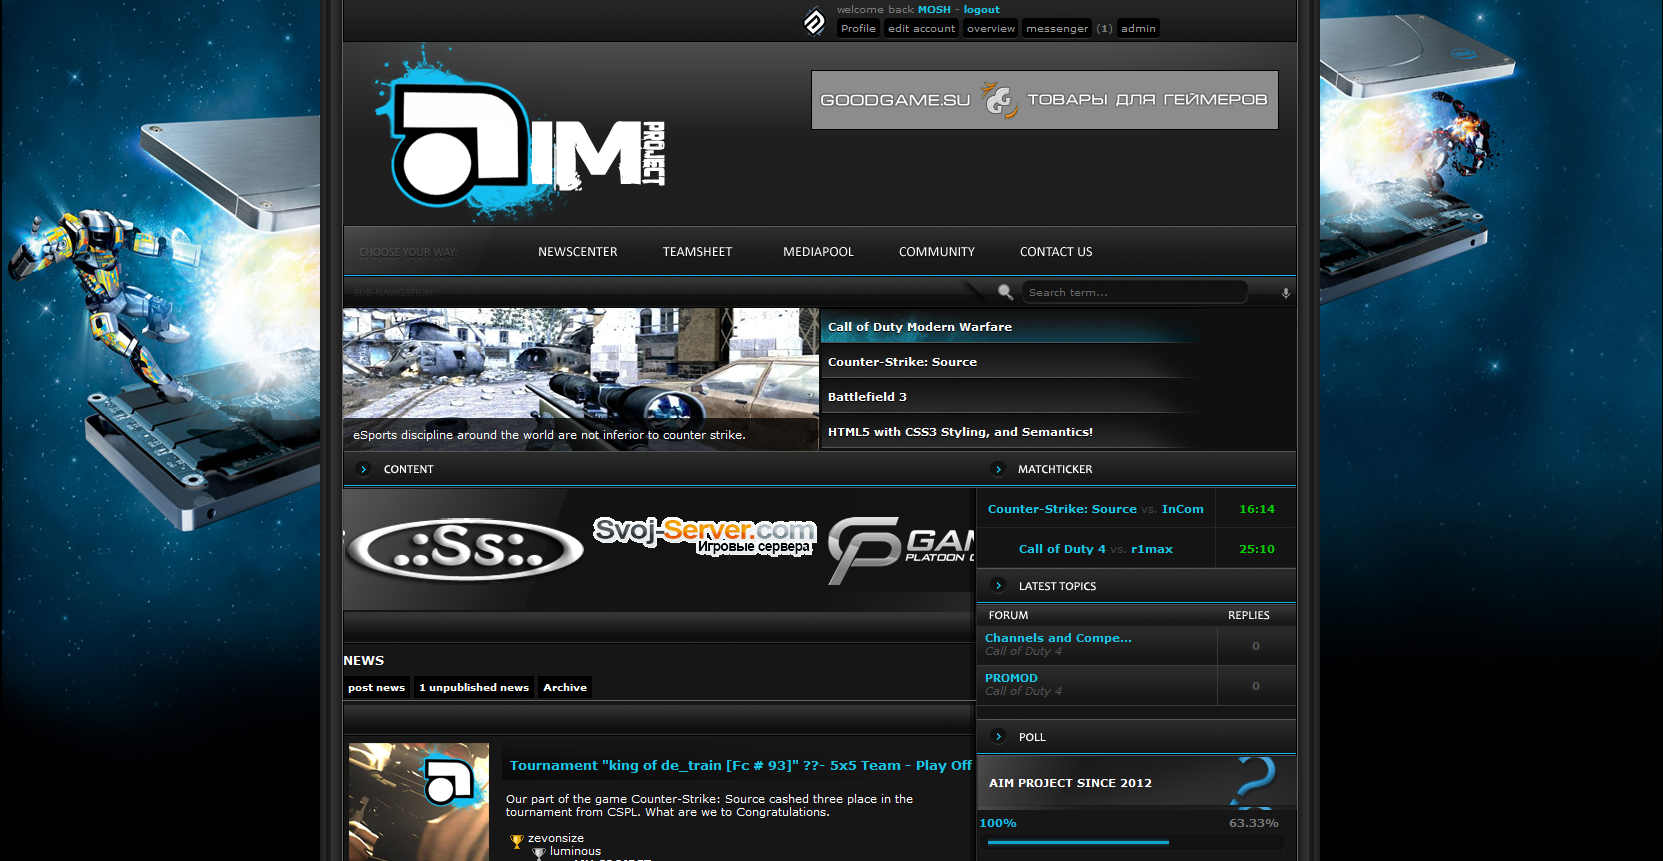 welcome back MOSH - logout
Profile edit account overview messenger (1) admin
aIM PROJECT
GOODGAME.SU ТОВАРЫ ДЛЯ ГЕЙМЕРОВ
CHOOSE YOUR WAY:
NEWSCENTER TEAMSHEET MEDIAPOOL COMMUNITY CONTACT US
SUB-NAVIGATION:
Search term...
Call of Duty Modern Warfare
Counter-Strike: Source
Battlefield 3
HTML5 with CSS3 Styling, and Semantics!
eSports discipline around the world are not inferior to counter strike.
CONTENT
.:Ss:.
Svoj-Server.com
Игровые сервера
GAN
PLATOON
NEWS
post news 1 unpublished news Archive
Tournament "king of de_train [Fc # 93]" ??- 5x5 Team - Play Off
Our part of the game Counter-Strike: Source cashed three place in the
tournament from CSPL. What are we to Congratulations.
zevonsize
luminous
MATCHTICKER
Counter-Strike: Source vs. InCom 16:14
Call of Duty 4 vs. r1max 25:10
LATEST TOPICS
FORUM REPLIES
Channels and Compe... 0
Call of Duty 4
PROMOD 0
Call of Duty 4
POLL
AIM PROJECT SINCE 2012
100% 63.33%